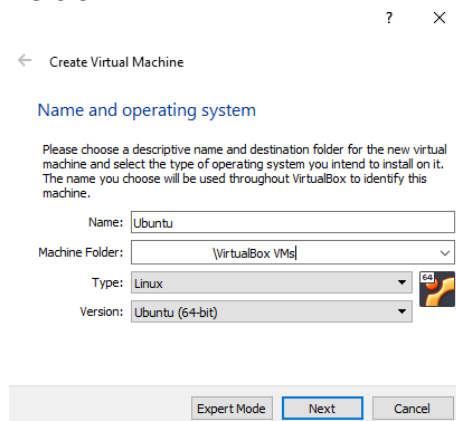 ?
Create Virtual Machine
Name and operating system
Please choose a descriptive name and destination folder for the new virtual
machine and select the type of operating system you intend to install on it.
The name you choose will be used throughout VirtualBox to identify this
machine.
Name: Ubuntu
Machine Folder: \VirtualBox VMs
Type: Linux
64
Version: Ubuntu (64-bit)
Expert Mode Next Cancel